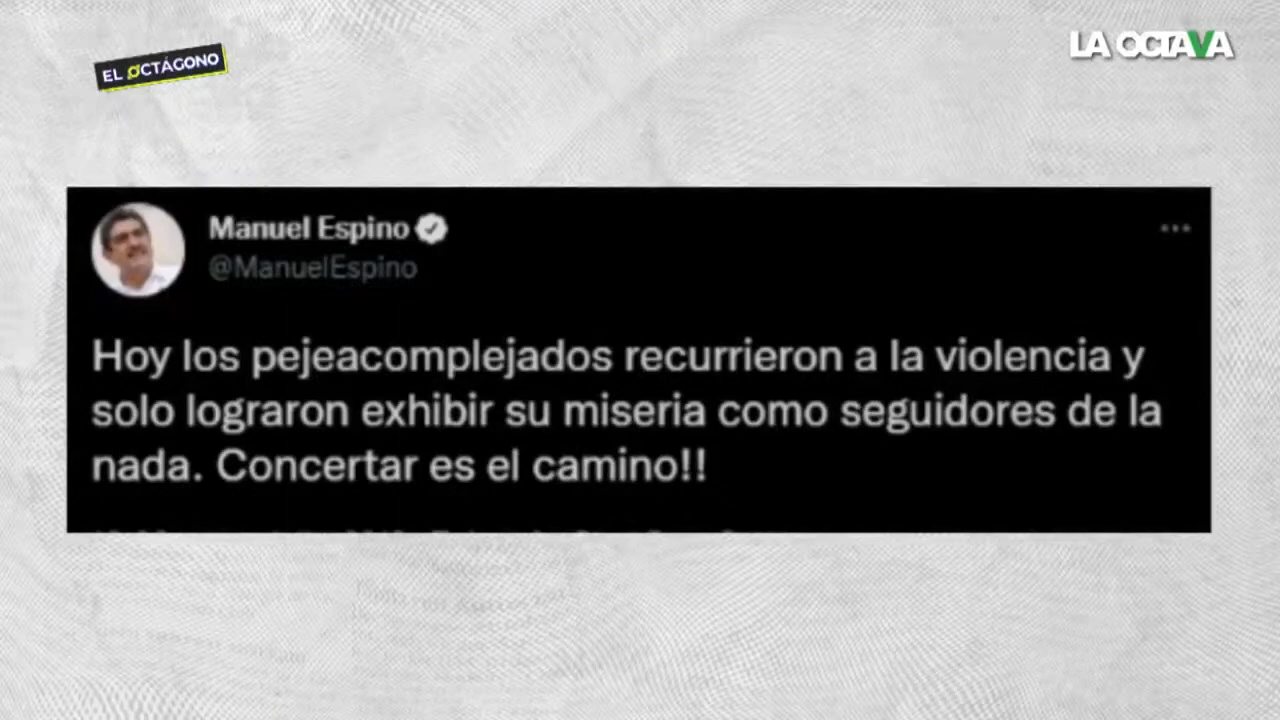 EL OCTÁGONO
LA OCTAVA
Manuel Espino
@ManuelEspino
Hoy los pejeacomplejados recurrieron a la violencia y
solo lograron exhibir su miseria como seguidores de la
nada. Concertar es el camino!!